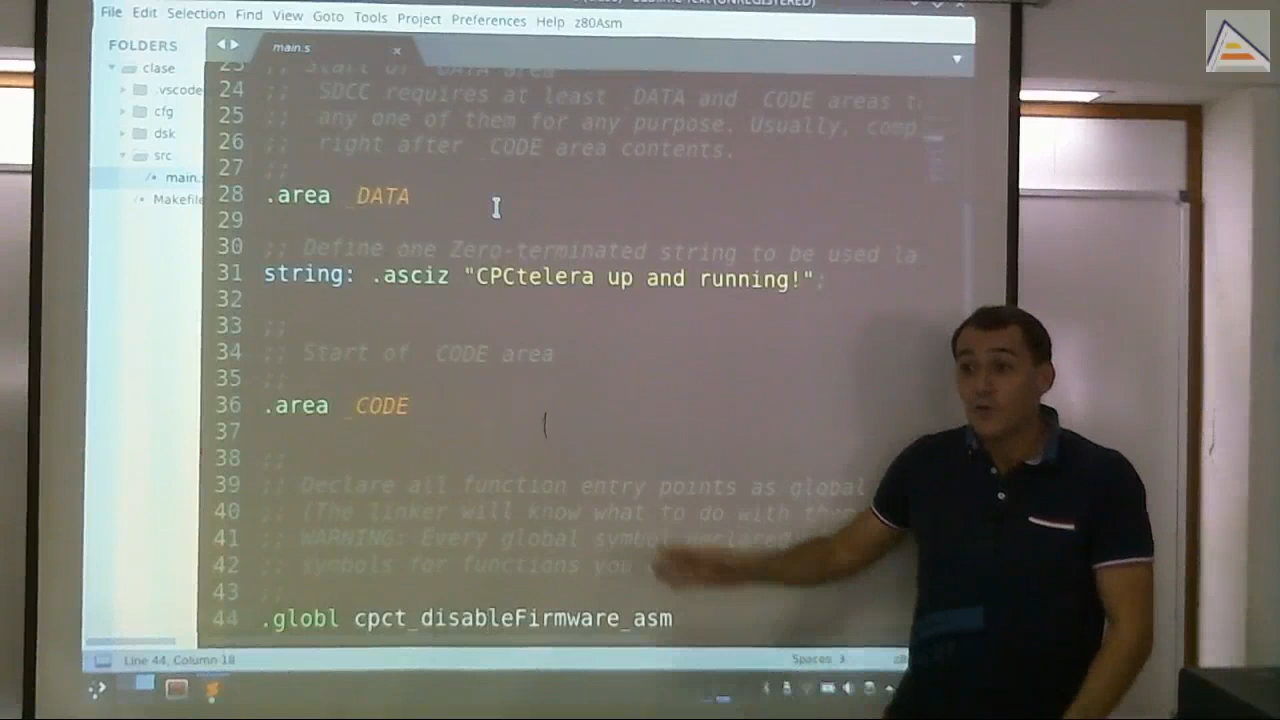 File Edit Selection Find View Goto Tools Project Preferences Help z80Asm
FOLDERS
clase
.vscode
cfg
dsk
src
main.
Makefile
main.s
23 ;; Start of _DATA area
24 ;; SDCC requires at least _DATA and _CODE areas t
25 ;; any one of them for any purpose. Usually, comp
26 ;; right after _CODE area contents.
27 ;;
28 .area _DATA
29
30 ;; Define one Zero-terminated string to be used la
31 string: .asciz "CPCtelera up and running!";
32
33 ;;
34 ;; Start of _CODE area
35 ;;
36 .area _CODE
37
38 ;;
39 ;; Declare all function entry points as global
40 ;; (The linker will know what to do with them
41 ;; WARNING: Every global symbol declared
42 ;; symbols for functions you
43 ;;
44 .globl cpct_disableFirmware_asm
Line 44, Column 18
Spaces 3